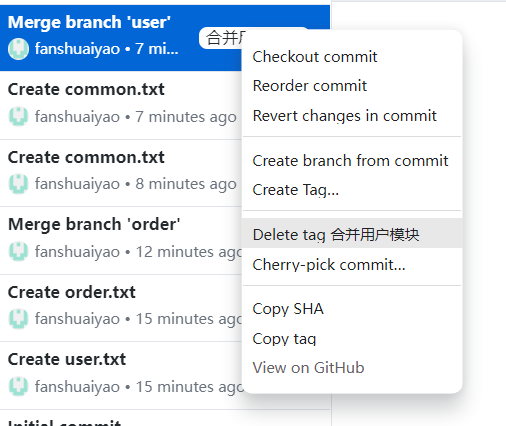 Merge branch 'user'
fanshuaiyao • 7 mi...
合并用
Create common.txt
fanshuaiyao • 7 minutes ago
Create common.txt
fanshuaiyao • 8 minutes ago
Merge branch 'order'
fanshuaiyao • 12 minutes ago
Create order.txt
fanshuaiyao • 15 minutes ago
Create user.txt
fanshuaiyao • 15 minutes ago
Initial commit
Checkout commit
Reorder commit
Revert changes in commit
Create branch from commit
Create Tag...
Delete tag 合并用户模块
Cherry-pick commit...
Copy SHA
Copy tag
View on GitHub